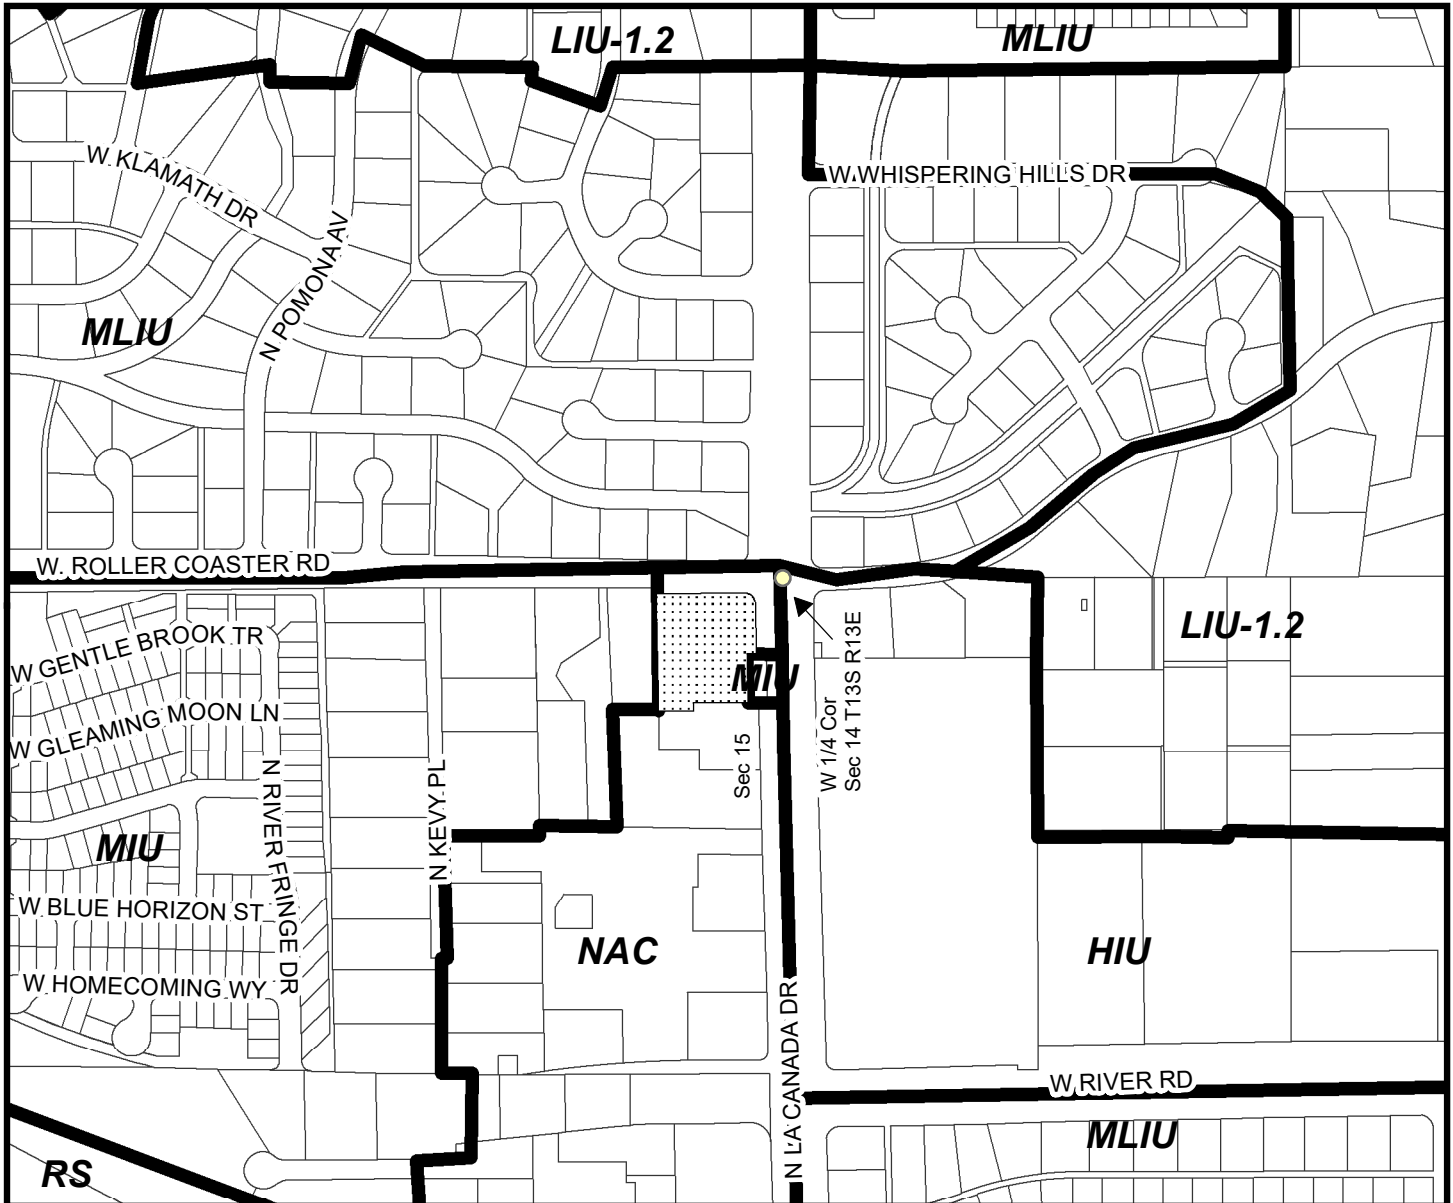 LIU-1.2
MLIU
W KLAMATH DR
W WHISPERING HILLS DR
N POMONA AV
MLIU
W. ROLLER COASTER RD
W GENTLE BROOK TR
LIU-1.2
MIU
W 1/4 Cor
Sec 14 T13S R13E
W GLEAMING MOON LN
Sec 15
N KEVY PL
N RIVER FRINGE DR
MIU
W BLUE HORIZON ST
NAC
HIU
W HOMECOMING WY
N LA CANADA DR
W RIVER RD
MLIU
RS